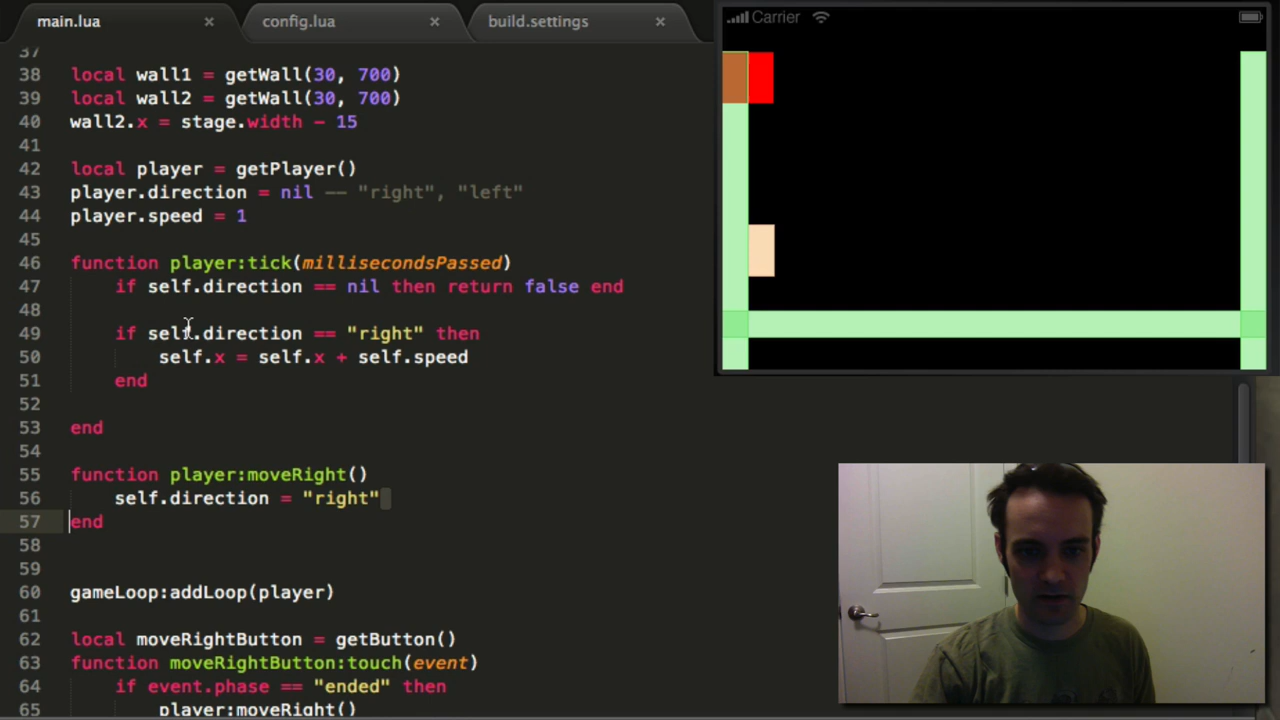 main.lua × config.lua × build.settings ×
Carrier
37
38 local wall1 = getWall(30, 700)
39 local wall2 = getWall(30, 700)
40 wall2.x = stage.width - 15
41
42 local player = getPlayer()
43 player.direction = nil -- "right", "left"
44 player.speed = 1
45
46 function player:tick(millisecondsPassed)
47 if self.direction == nil then return false end
48
49 if self.direction == "right" then
50 self.x = self.x + self.speed
51 end
52
53 end
54
55 function player:moveRight()
56 self.direction = "right"
57 end
58
59
60 gameLoop:addLoop(player)
61
62 local moveRightButton = getButton()
63 function moveRightButton:touch(event)
64 if event.phase == "ended" then
65 player:moveRight()